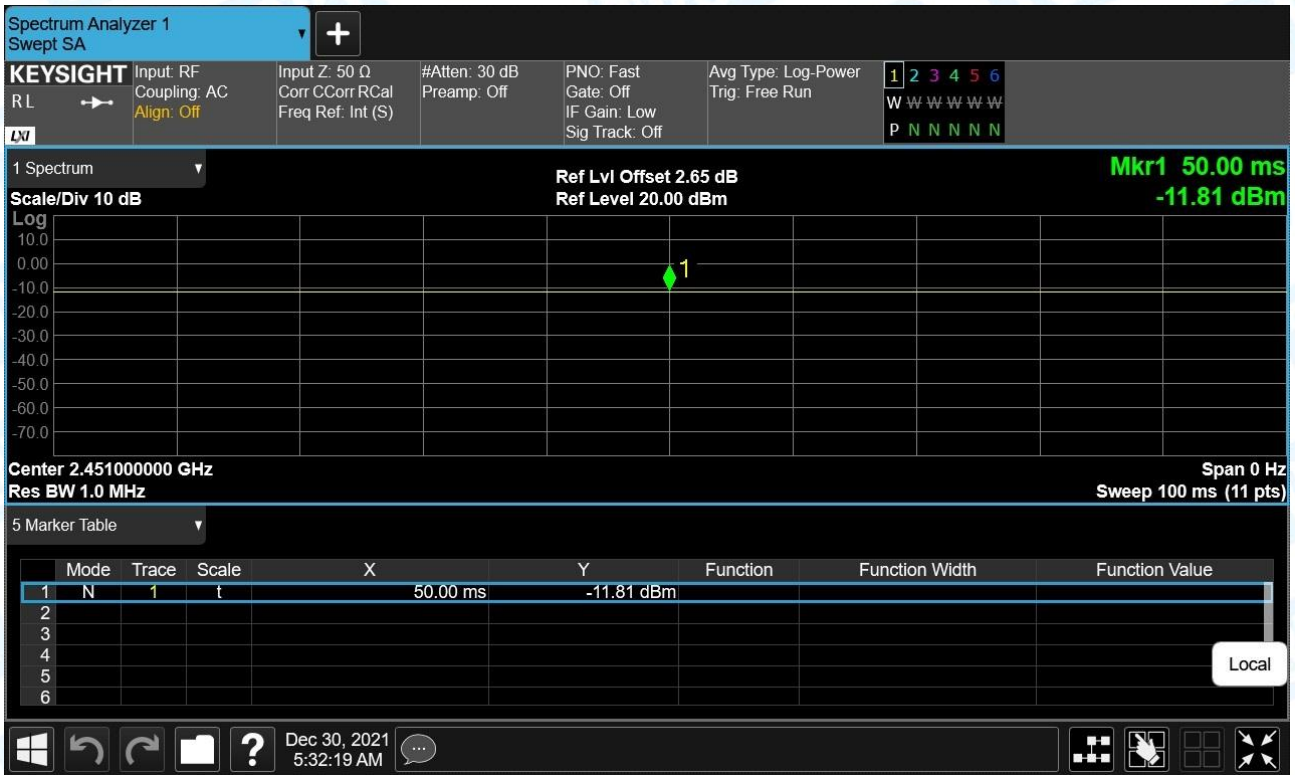 Spectrum Analyzer 1
Swept SA
+
KEYSIGHT
RL
LXI
Input: RF
Coupling: AC
Align: Off
Input Z: 50 Ω
Corr CCorr RCal
Freq Ref: Int (S)
#Atten: 30 dB
Preamp: Off
PNO: Fast
Gate: Off
IF Gain: Low
Sig Track: Off
Avg Type: Log-Power
Trig: Free Run
1 2 3 4 5 6
W W W W W W
P N N N N N
1 Spectrum
Scale/Div 10 dB
Ref Lvl Offset 2.65 dB
Ref Level 20.00 dBm
Mkr1 50.00 ms
-11.81 dBm
Log
10.0
0.00
-10.0
-20.0
-30.0
-40.0
-50.0
-60.0
-70.0
1
Center 2.451000000 GHz
Res BW 1.0 MHz
Span 0 Hz
Sweep 100 ms (11 pts)
5 Marker Table
Mode Trace Scale X Y Function Function Width Function Value
1 N 1 t 50.00 ms -11.81 dBm
2
3
4
5
6
Local
?
Dec 30, 2021
5:32:19 AM